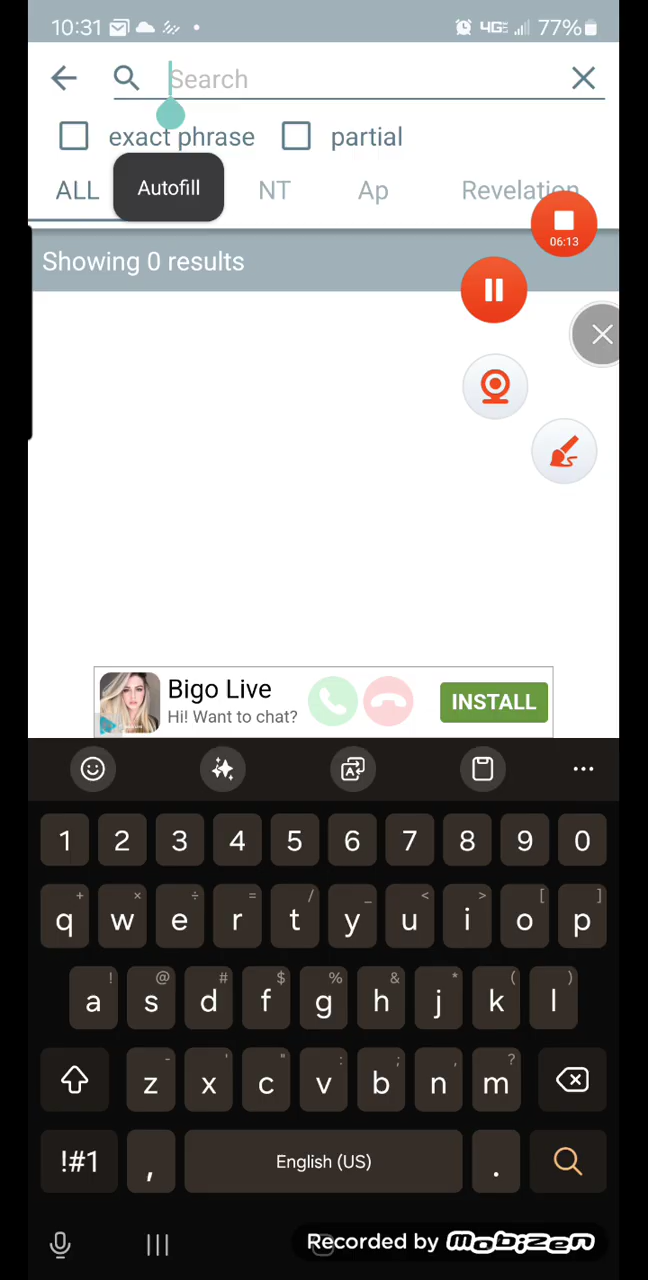 10:31 4GE 77%
Search
exact phrase partial
ALL Autofill NT Ap Revelation
06:13
Showing 0 results
Bigo Live
Hi! Want to chat?
INSTALL
1 2 3 4 5 6 7 8 9 0
+ × ÷ = / _ < > [ ]
q w e r t y u i o p
! @ # $ % & * ( )
a s d f g h j k l
- ' " : ; , ?
z x c v b n m
!#1 , English (US) .
Recorded by mobizen